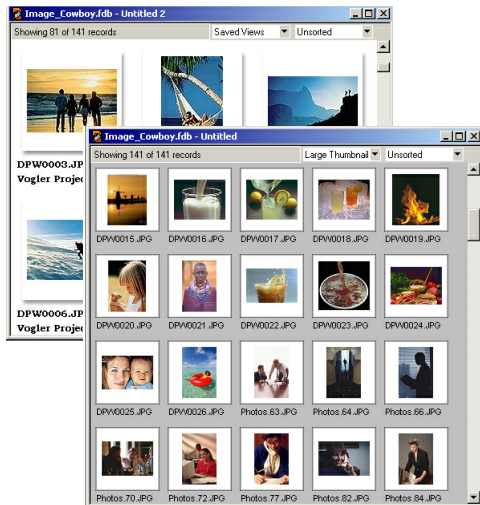 Image_Cowboy.fdb - Untitled 2
Showing 81 of 141 records
Saved Views
Unsorted
DPW0003.JP
Vogler Projec
DPW0006.JP
Vogler Projec
Image_Cowboy.fdb - Untitled
Showing 141 of 141 records
Large Thumbnail
Unsorted
DPW0015.JPG DPW0016.JPG DPW0017.JPG DPW0018.JPG DPW0019.JPG
DPW0020.JPG DPW0021.JPG DPW0022.JPG DPW0023.JPG DPW0024.JPG
DPW0025.JPG DPW0026.JPG Photos.63.JPG Photos.64.JPG Photos.66.JPG
Photos.70.JPG Photos.72.JPG Photos.77.JPG Photos.82.JPG Photos.84.JPG